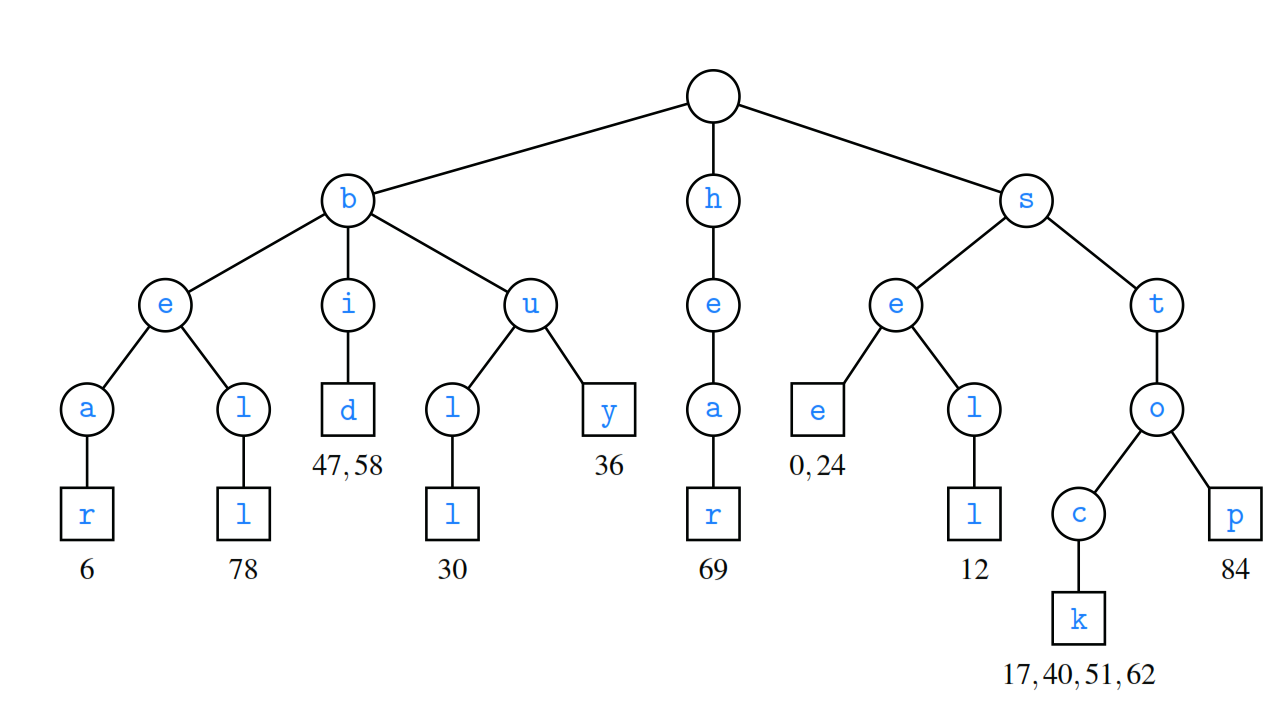 b h s
e i u e e t
a l d l y a e l o
47,58 36 0,24
r l l r l c p
6 78 30 69 12 84
k
17,40,51,62